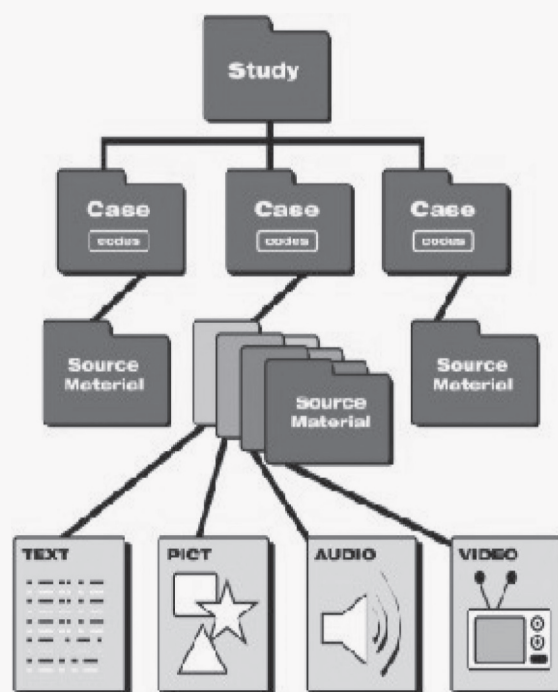 Study
Case
codes
Case
codes
Case
codes
Source
Material
Source
Material
Source
Material
TEXT
PICT
AUDIO
VIDEO